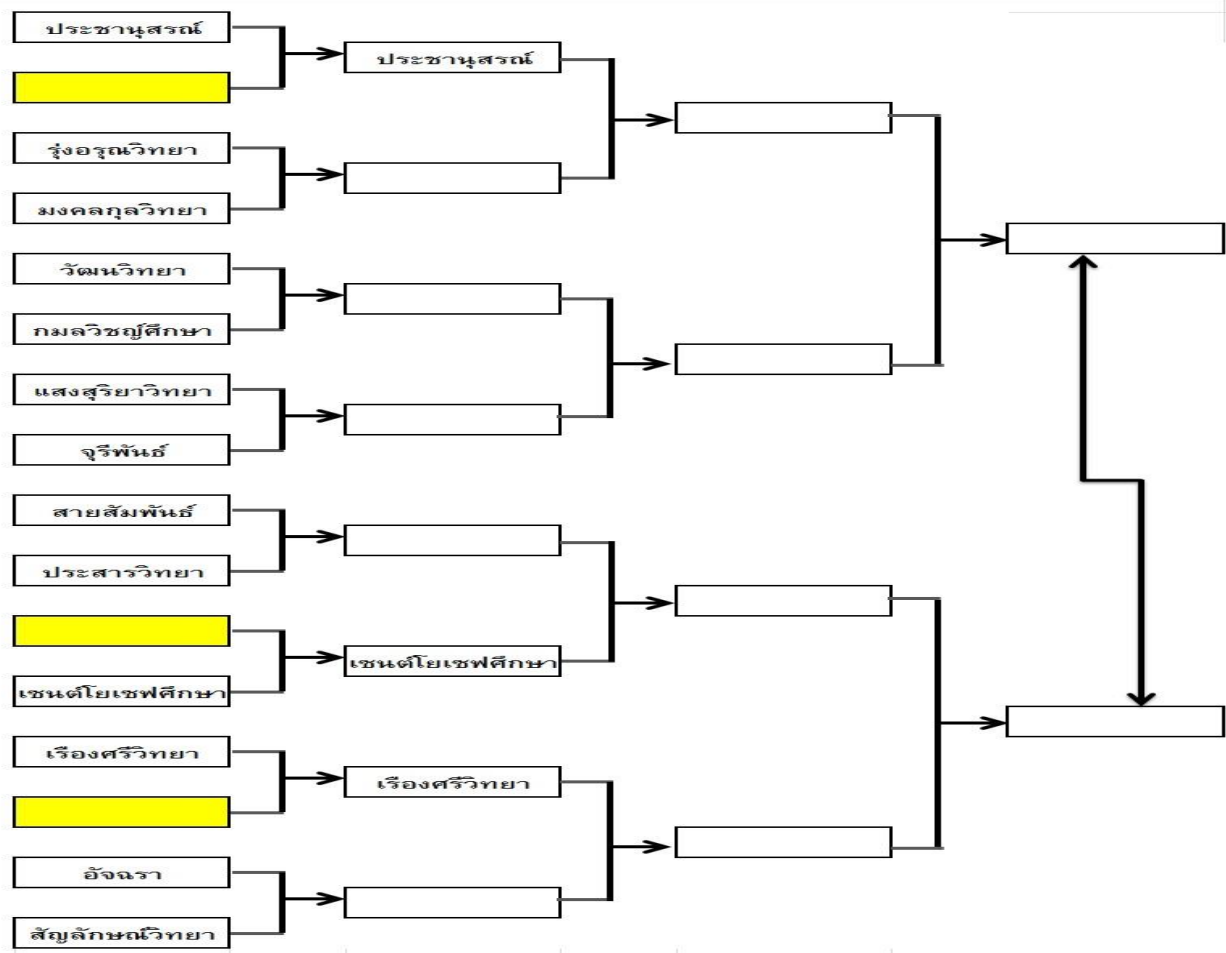 ประชานุสรณ์
ประชานุสรณ์
รุ่งอรุณวิทยา
มงคลกุลวิทยา
วัฒนวิทยา
กมลวิชญ์ศึกษา
แสงสุริยาวิทยา
จุรีพันธ์
สายสัมพันธ์
ประสารวิทยา
เซนต์โยเซฟศึกษา
เซนต์โยเซฟศึกษา
เรืองศรีวิทยา
เรืองศรีวิทยา
อัจฉรา
สัญลักษณ์วิทยา